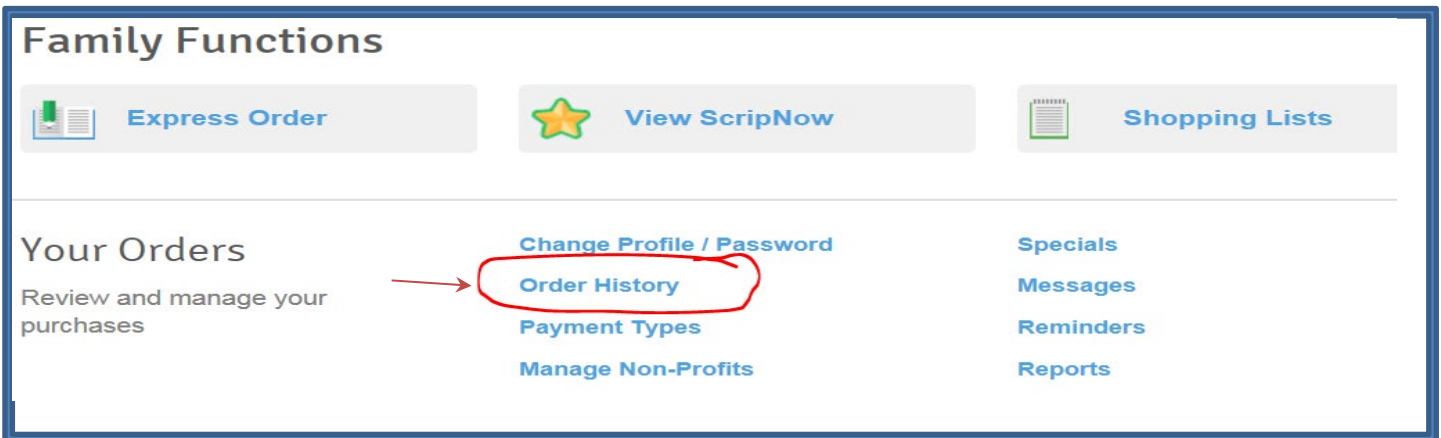 Family Functions
Express Order
View ScripNow
Shopping Lists
Your Orders
Review and manage your
purchases
Change Profile / Password
Order History
Payment Types
Manage Non-Profits
Specials
Messages
Reminders
Reports